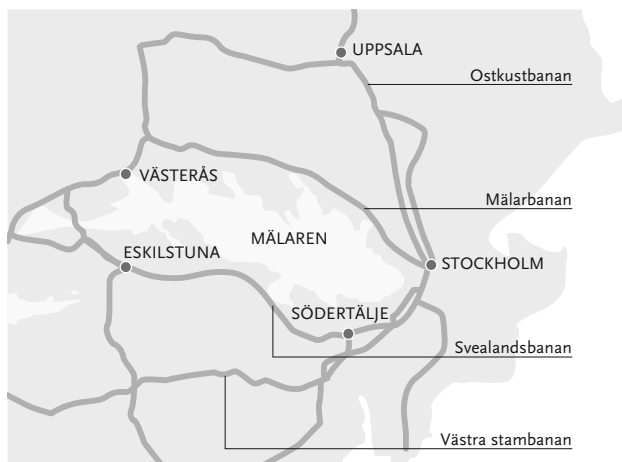 UPPSALA
Ostkustbanan
VÄSTERÅS
Mälarbanan
MÄLAREN
ESKILSTUNA
STOCKHOLM
SÖDERTÄLJE
Svealandsbanan
Västra stambanan